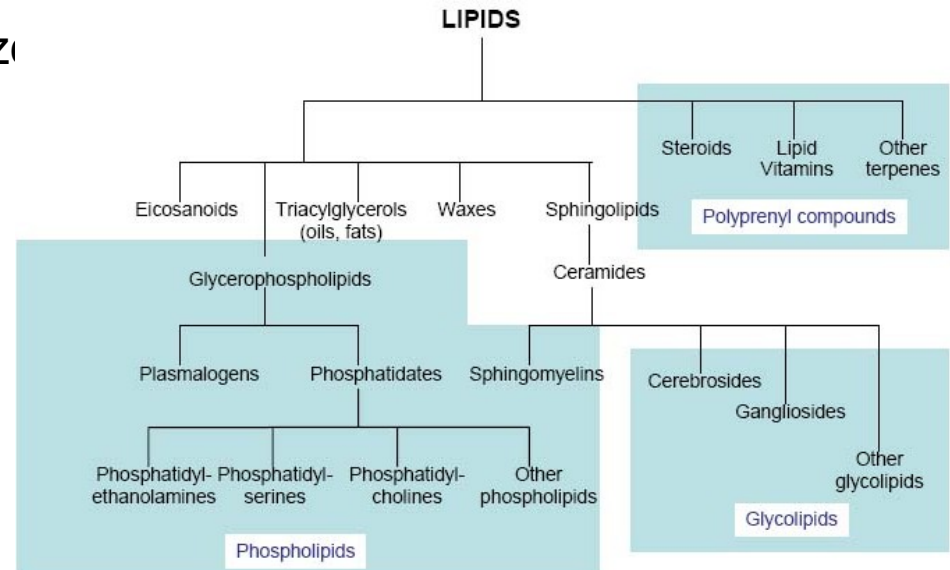 LIPIDS
Steroids
Lipid
Vitamins
Other
terpenes
Polyprenyl compounds
Eicosanoids
Triacylglycerols
(oils, fats)
Waxes
Sphingolipids
Glycerophospholipids
Ceramides
Plasmalogens
Phosphatidates
Sphingomyelins
Cerebrosides
Gangliosides
Other
glycolipids
Glycolipids
Phosphatidyl-
ethanolamines
Phosphatidyl-
serines
Phosphatidyl-
cholines
Other
phospholipids
Phospholipids